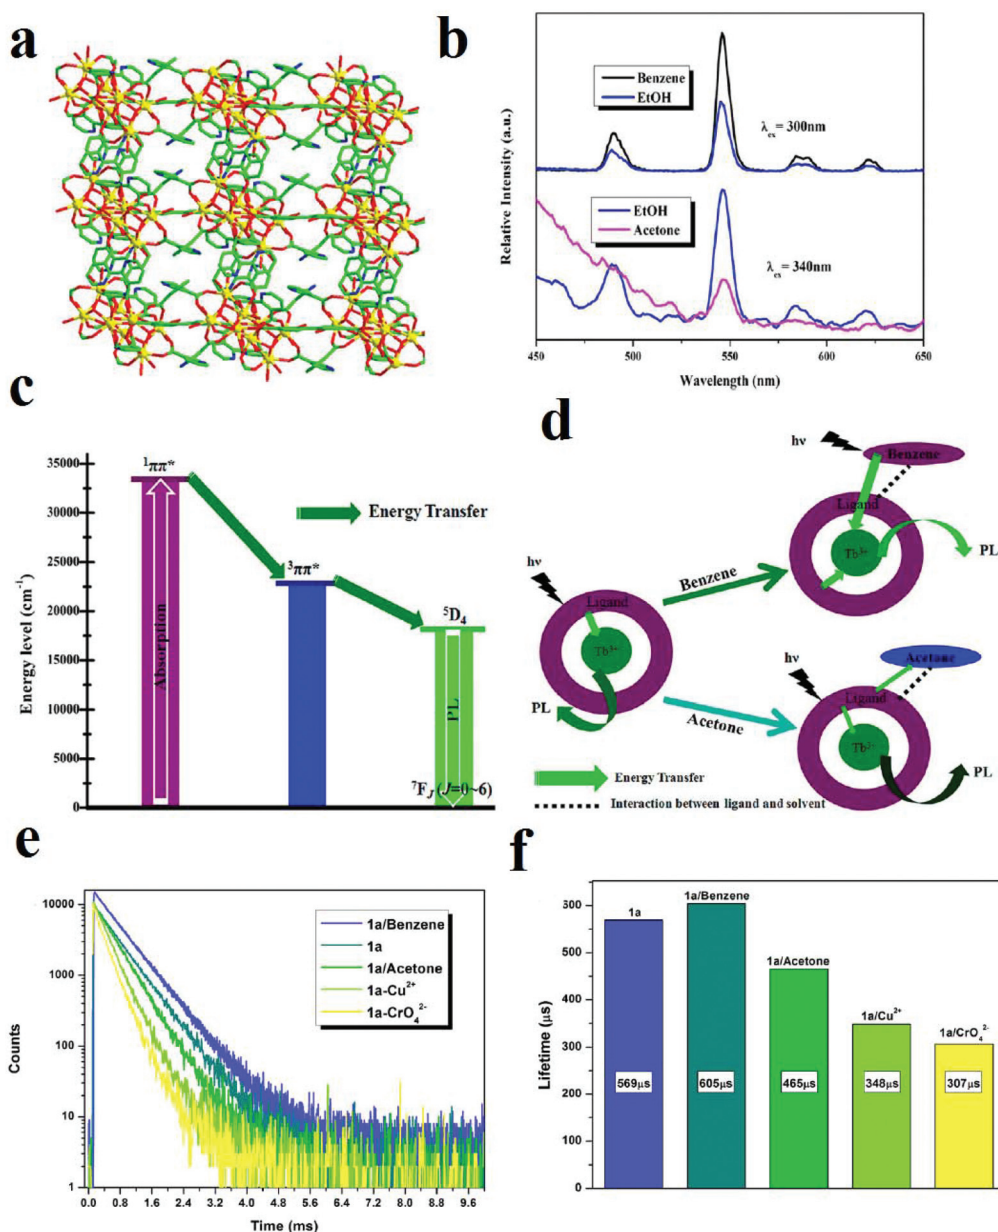 a
b
Benzene
EtOH
λex = 300nm
EtOH
Acetone
λex = 340nm
Relative Intensity (a.u.)
450 500 550 600 650
Wavelength (nm)
c
35000
30000
25000
20000
15000
10000
5000
0
Energy level (cm⁻¹)
¹ππ*
³ππ*
⁵D₄
Energy Transfer
Absorption
PL
⁷F_J (J=0~6)
d
hν
Ligand
Tb³⁺
PL
Benzene
Acetone
hν
Benzene
Ligand
Tb³⁺
PL
hν
Acetone
Ligand
Tb³⁺
PL
Energy Transfer
Interaction between ligand and solvent
e
10000
1000
100
10
1
Counts
1a/Benzene
1a
1a/Acetone
1a-Cu²⁺
1a-CrO₄²⁻
0.0 0.8 1.6 2.4 3.2 4.0 4.8 5.6 6.4 7.2 8.0 8.8 9.6
Time (ms)
f
300
500
400
300
200
100
0
Lifetime (μs)
1a
1a/Benzene
1a/Acetone
1a/Cu²⁺
1a/CrO₄²⁻
569μs
605μs
465μs
348μs
307μs